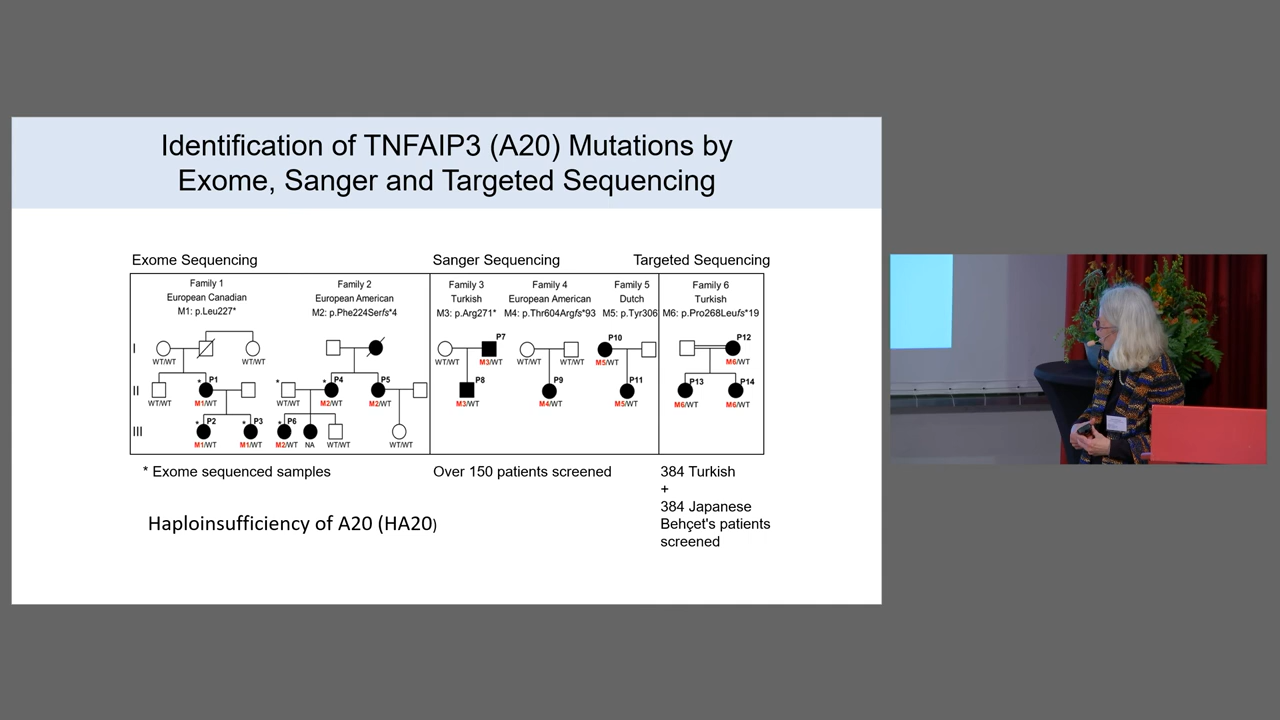 Identification of TNFAIP3 (A20) Mutations by
Exome, Sanger and Targeted Sequencing
Exome Sequencing
Sanger Sequencing
Targeted Sequencing
Family 1
European Canadian
M1: p.Leu227*
Family 2
European American
M2: p.Phe224Serfs*4
Family 3
Turkish
M3: p.Arg271*
Family 4
European American
M4: p.Thr604Argfs*93
Family 5
Dutch
M5: p.Tyr306
Family 6
Turkish
M6: p.Pro268Leufs*19
I
WT/WT
WT/WT
P7
WT/WT
M3/WT
WT/WT
WT/WT
P10
M5/WT
P12
M6/WT
II
WT/WT
* P1
M1/WT
*
WT/WT
* P4
M2/WT
P5
M2/WT
P8
M3/WT
P9
M4/WT
P11
M5/WT
P13
M6/WT
P14
M6/WT
III
* P2
M1/WT
* P3
M1/WT
* P6
M2/WT
NA
WT/WT
WT/WT
* Exome sequenced samples
Over 150 patients screened
384 Turkish
+
384 Japanese
Behçet's patients
screened
Haploinsufficiency of A20 (HA20)